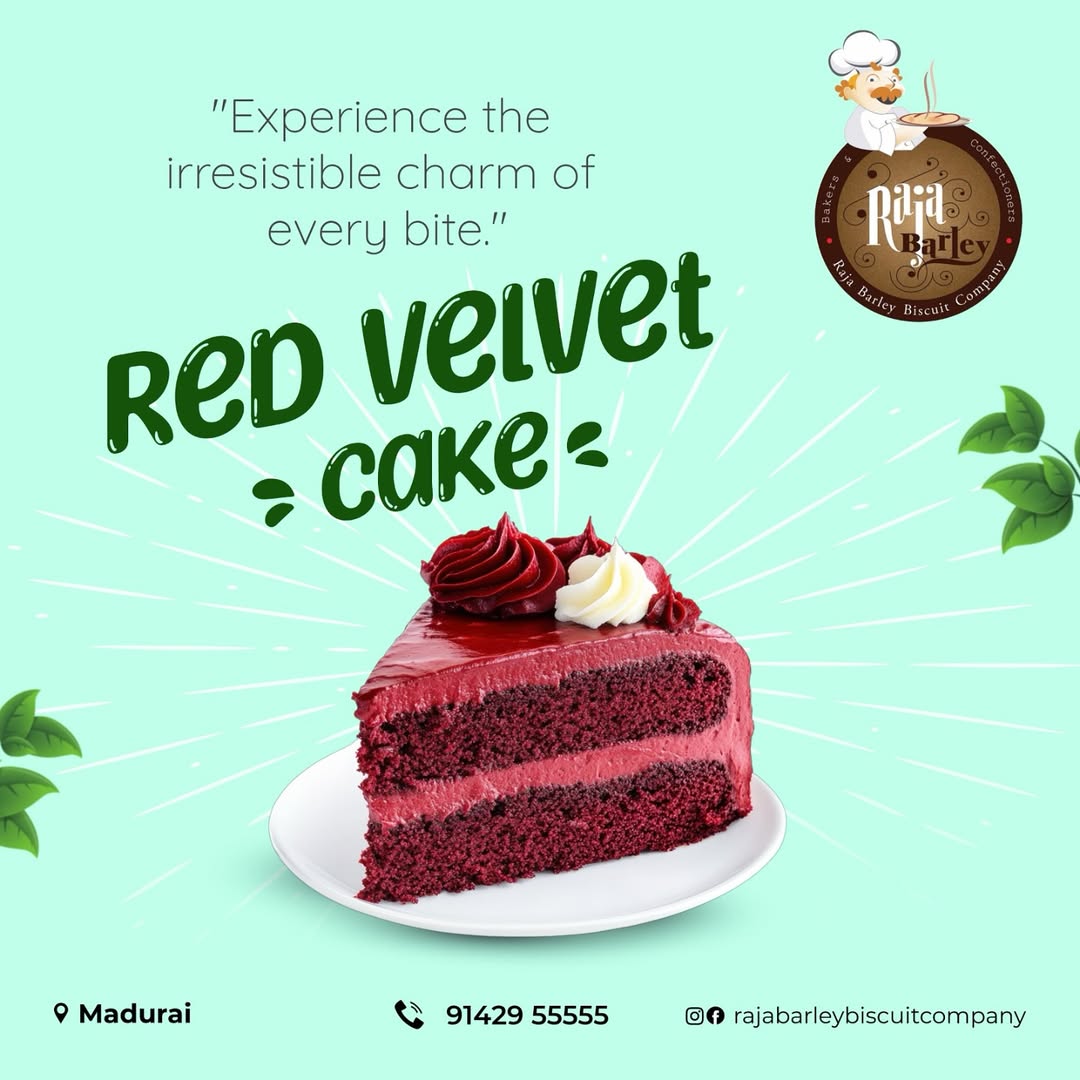 "Experience the
irresistible charm of
every bite."
Red Velvet
cake
Bakers & Confectioners
Raja
Barley
Raja Barley Biscuit Company
Madurai
91429 55555
rajabarleybiscuitcompany